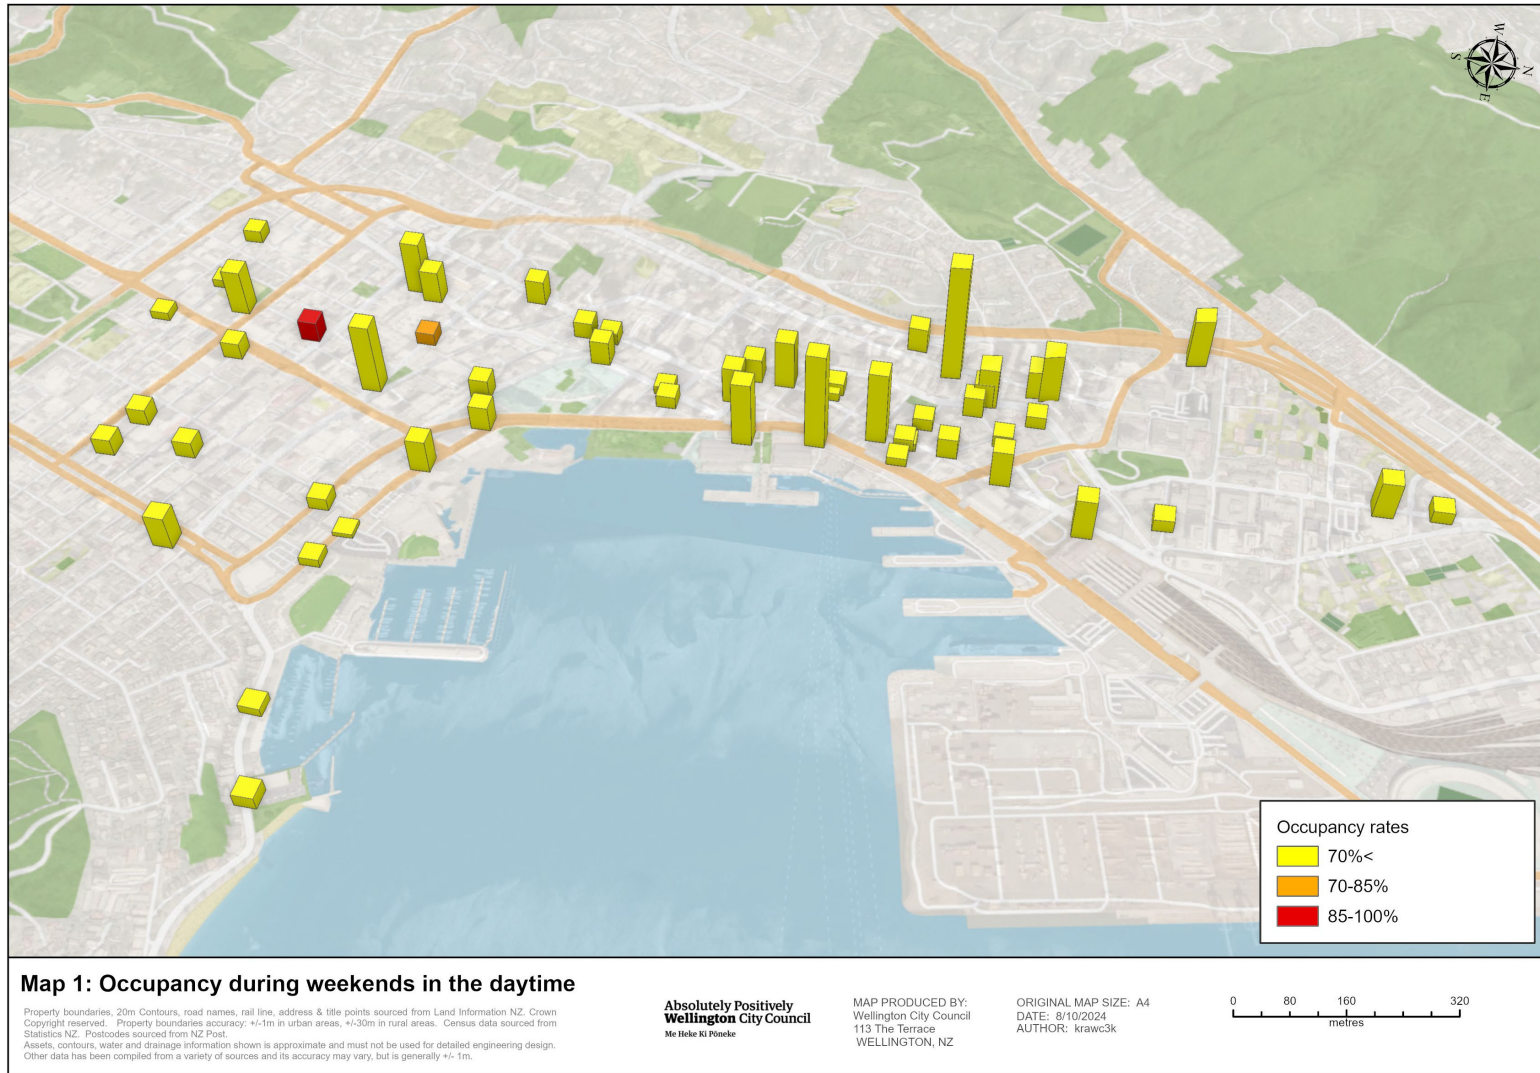 W
N
S
E
Occupancy rates
70%<
70-85%
85-100%
Map 1: Occupancy during weekends in the daytime
Property boundaries, 20m Contours, road names, rail line, address & title points sourced from Land Information NZ. Crown
Copyright reserved. Property boundaries accuracy: +/-1m in urban areas, +/-30m in rural areas. Census data sourced from
Statistics NZ. Postcodes sourced from NZ Post.
Assets, contours, water and drainage information shown is approximate and must not be used for detailed engineering design.
Other data has been compiled from a variety of sources and its accuracy may vary, but is generally +/- 1m.
Absolutely Positively
Wellington City Council
Me Heke Ki Pōneke
MAP PRODUCED BY:
Wellington City Council
113 The Terrace
WELLINGTON, NZ
ORIGINAL MAP SIZE: A4
DATE: 8/10/2024
AUTHOR: krawc3k
0 80 160 320
metres